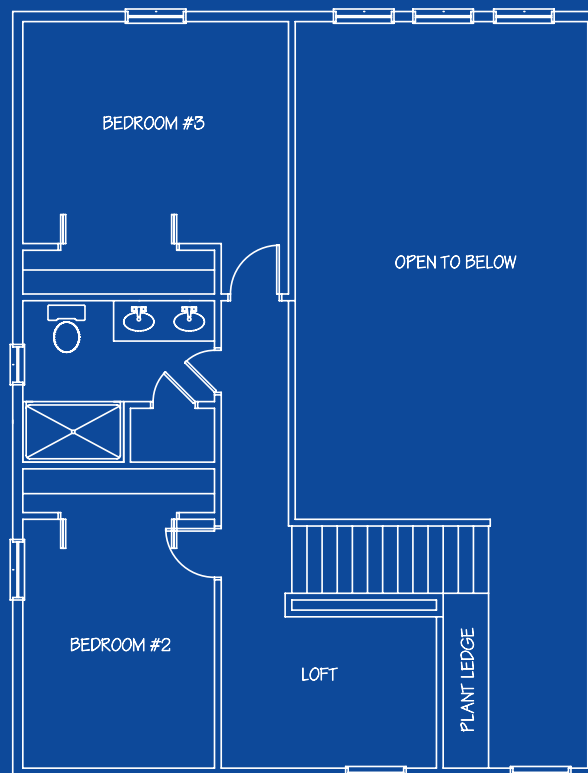 BEDROOM #3
OPEN TO BELOW
BEDROOM #2
LOFT
PLANT LEDGE